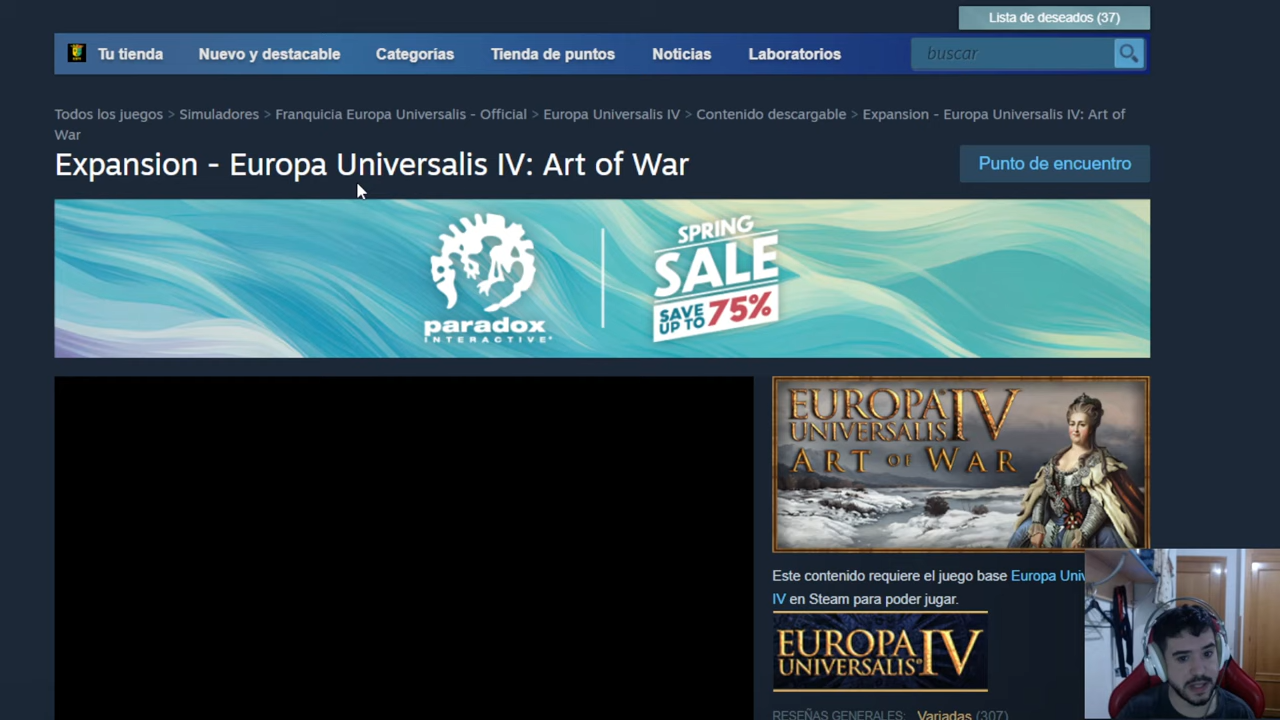 Lista de deseados (37)
Tu tienda Nuevo y destacable Categorías Tienda de puntos Noticias Laboratorios buscar
Todos los juegos > Simuladores > Franquicia Europa Universalis - Official > Europa Universalis IV > Contenido descargable > Expansion - Europa Universalis IV: Art of
War
Expansion - Europa Universalis IV: Art of War
Punto de encuentro
paradox
INTERACTIVE
SPRING
SALE
SAVE
UP TO 75%
EUROPA
UNIVERSALIS IV
ART OF WAR
Este contenido requiere el juego base Europa Univ
IV en Steam para poder jugar.
EUROPA
UNIVERSALIS IV
RESEÑAS GENERALES: Variadas (307)